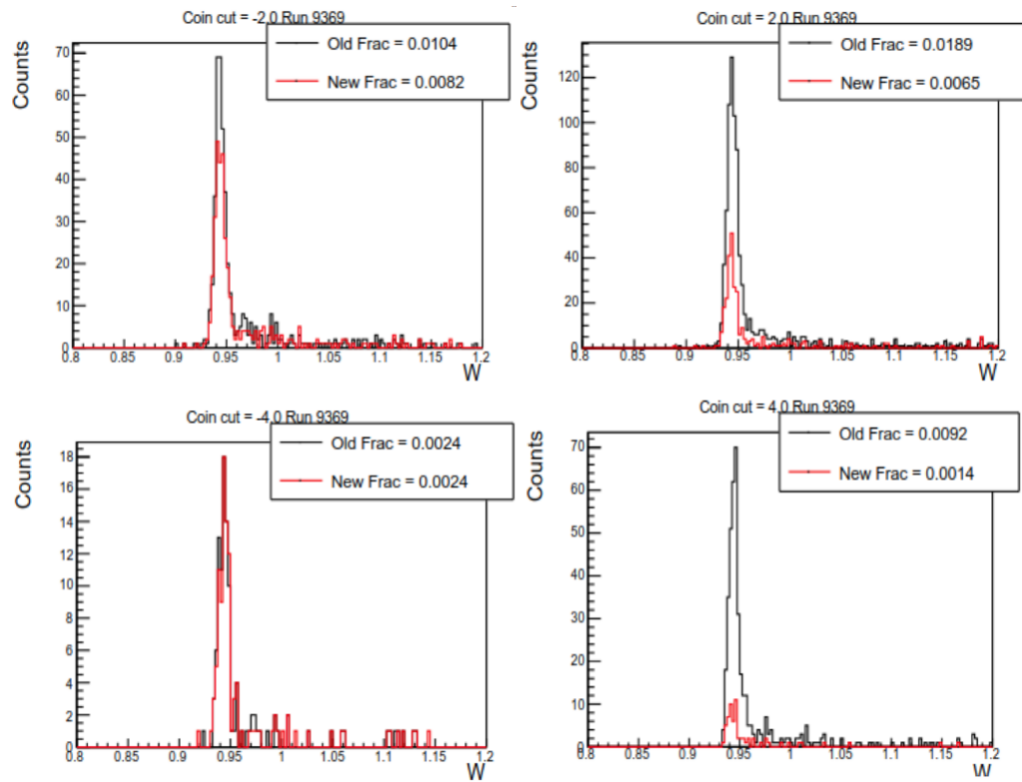 Coin cut = -2.0 Run 9369
Counts
Old Frac = 0.0104
New Frac = 0.0082
70
60
50
40
30
20
10
0
0.8 0.85 0.9 0.95 1 1.05 1.1 1.15 1.2
W
Coin cut = 2.0 Run 9369
Counts
Old Frac = 0.0189
New Frac = 0.0065
120
100
80
60
40
20
0
0.8 0.85 0.9 0.95 1 1.05 1.1 1.15 1.2
W
Coin cut = -4.0 Run 9369
Counts
Old Frac = 0.0024
New Frac = 0.0024
18
16
14
12
10
8
6
4
2
0
0.8 0.85 0.9 0.95 1 1.05 1.1 1.15 1.2
W
Coin cut = 4.0 Run 9369
Counts
Old Frac = 0.0092
New Frac = 0.0014
70
60
50
40
30
20
10
0
0.8 0.85 0.9 0.95 1 1.05 1.1 1.15 1.2
W